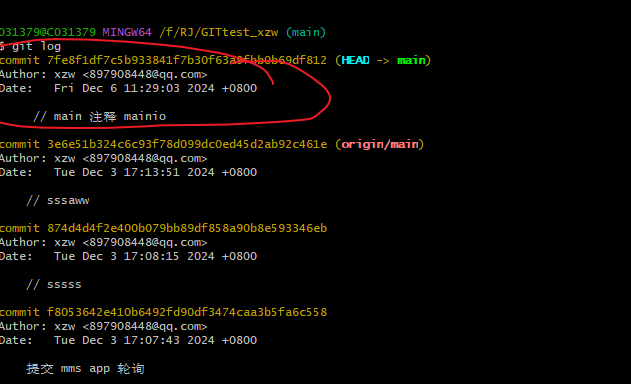 CO31379@CO31379 MINGW64 /f/RJ/GITtest_xzw (main)
$ git log
commit 7fe8f1df7c5b933841f7b30f63a9fbb0b69df812 (HEAD -> main)
Author: xzw <897908448@qq.com>
Date:   Fri Dec 6 11:29:03 2024 +0800
// main 注释 mainio
commit 3e6e51b324c6c93f78d099dc0ed45d2ab92c461e (origin/main)
Author: xzw <897908448@qq.com>
Date:   Tue Dec 3 17:13:51 2024 +0800
// sssaww
commit 874d4d4f2e400b079bb89df858a90b8e593346eb
Author: xzw <897908448@qq.com>
Date:   Tue Dec 3 17:08:15 2024 +0800
// sssss
commit f8053642e410b6492fd90df3474caa3b5fa6c558
Author: xzw <897908448@qq.com>
Date:   Tue Dec 3 17:07:43 2024 +0800
提交 mms app 轮询